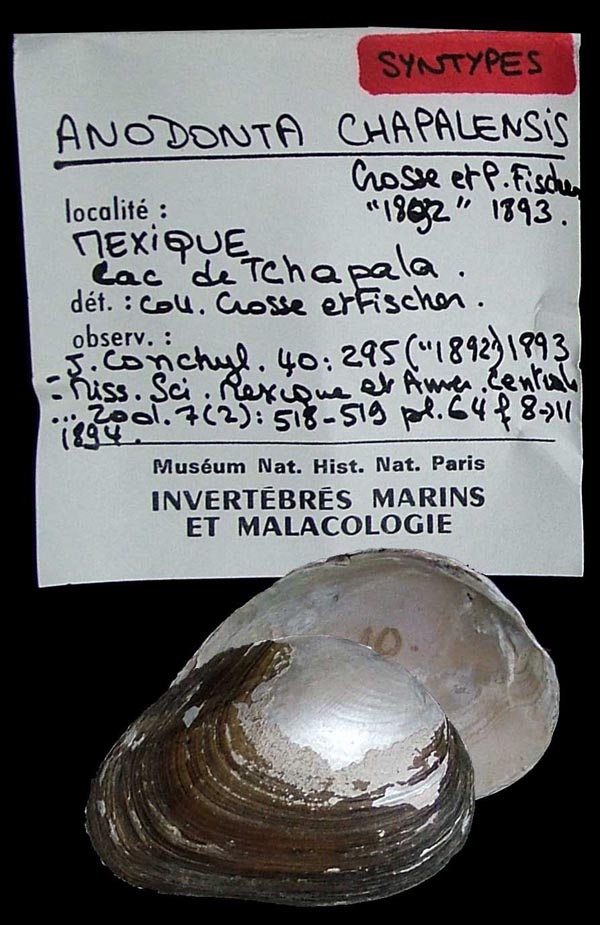 SYNTYPES
ANODONTA CHAPALENSIS
Crosse et P. Fischer
"1892" 1893.
localité :
MEXIQUE
Lac de Tchapala.
dét. : Coll. Crosse et Fischer.
observ. :
J. Conchyl. 40: 295 ("1892") 1893
= Miss. Sci. Mexique et Amer. Centrale
... Zool. 7(2): 518-519 pl. 64 f 8→11
1894.
Muséum Nat. Hist. Nat. Paris
INVERTÉBRÉS MARINS
ET MALACOLOGIE
10.